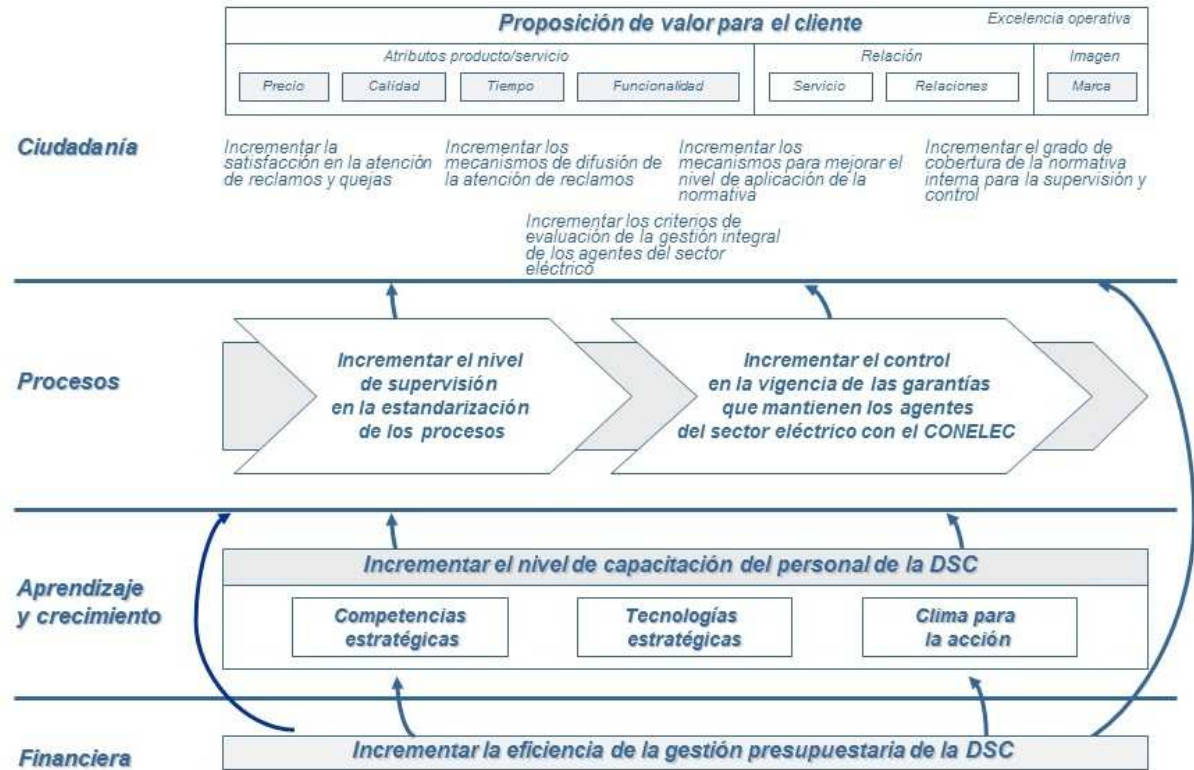 Proposición de valor para el cliente
Excelencia operativa
Atributos producto/servicio
Relación
Imagen
Precio
Calidad
Tiempo
Funcionalidad
Servicio
Relaciones
Marca
Ciudadanía
Incrementar la
satisfacción en la atención
de reclamos y quejas
Incrementar los
mecanismos de difusión de
la atención de reclamos
Incrementar los
mecanismos para mejorar el
nivel de aplicación de la
normativa
Incrementar el grado de
cobertura de la normativa
interna para la supervisión y
control
Incrementar los criterios de
evaluación de la gestión integral
de los agentes del sector
eléctrico
Procesos
Incrementar el nivel
de supervisión
en la estandarización
de los procesos
Incrementar el control
en la vigencia de las garantías
que mantienen los agentes
del sector eléctrico con el CONELEC
Aprendizaje
y crecimiento
Incrementar el nivel de capacitación del personal de la DSC
Competencias
estratégicas
Tecnologías
estratégicas
Clima para
la acción
Financiera
Incrementar la eficiencia de la gestión presupuestaria de la DSC